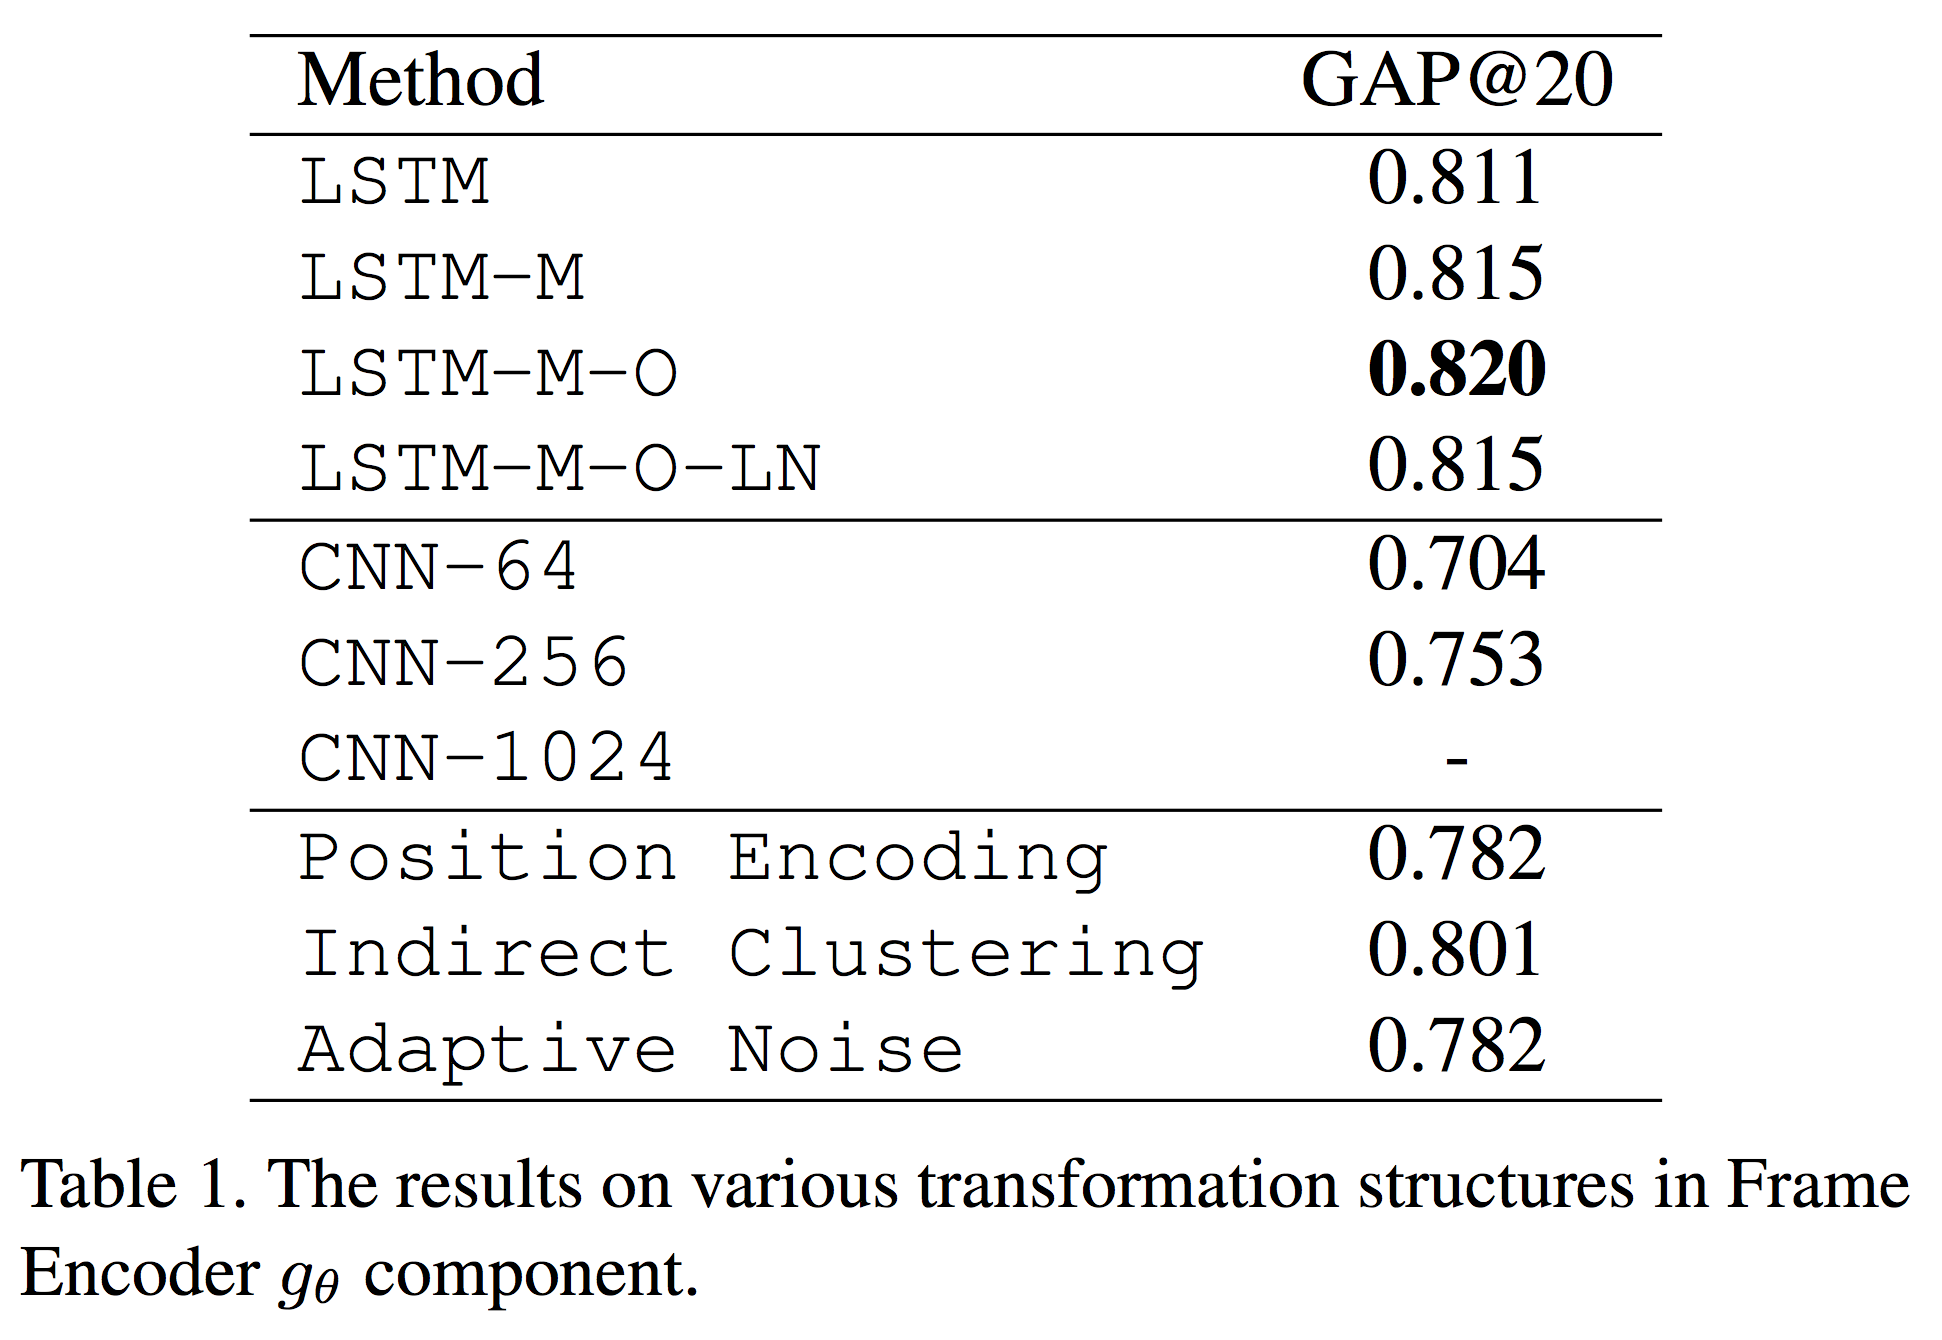 Method GAP@20
LSTM 0.811
LSTM-M 0.815
LSTM-M-O 0.820
LSTM-M-O-LN 0.815
CNN-64 0.704
CNN-256 0.753
CNN-1024 -
Position Encoding 0.782
Indirect Clustering 0.801
Adaptive Noise 0.782
Table 1. The results on various transformation structures in Frame
Encoder gθ component.